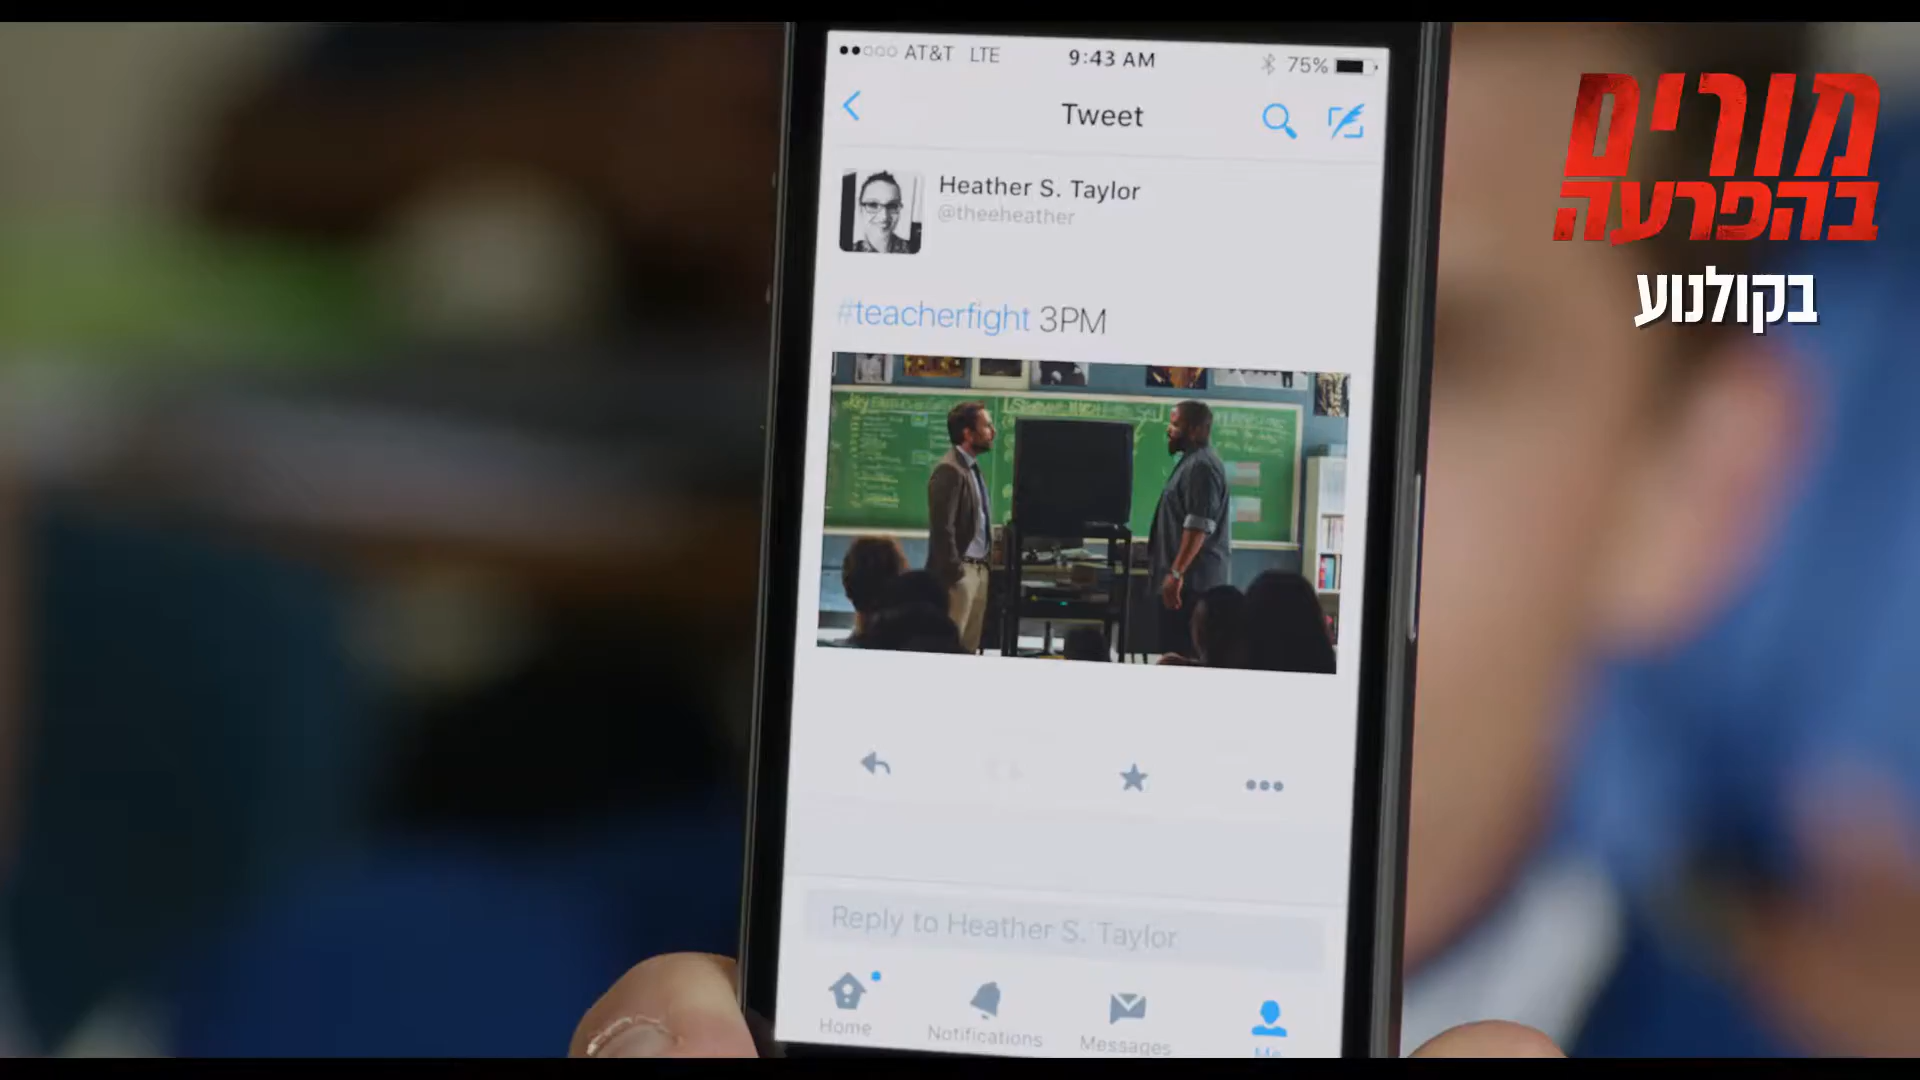 AT&T LTE 9:43 AM 75%
Tweet
Heather S. Taylor
@theeheather
#teacherfight 3PM
Reply to Heather S. Taylor
Home Notifications Messages Me
מורים
בהפרעה
בקולנוע